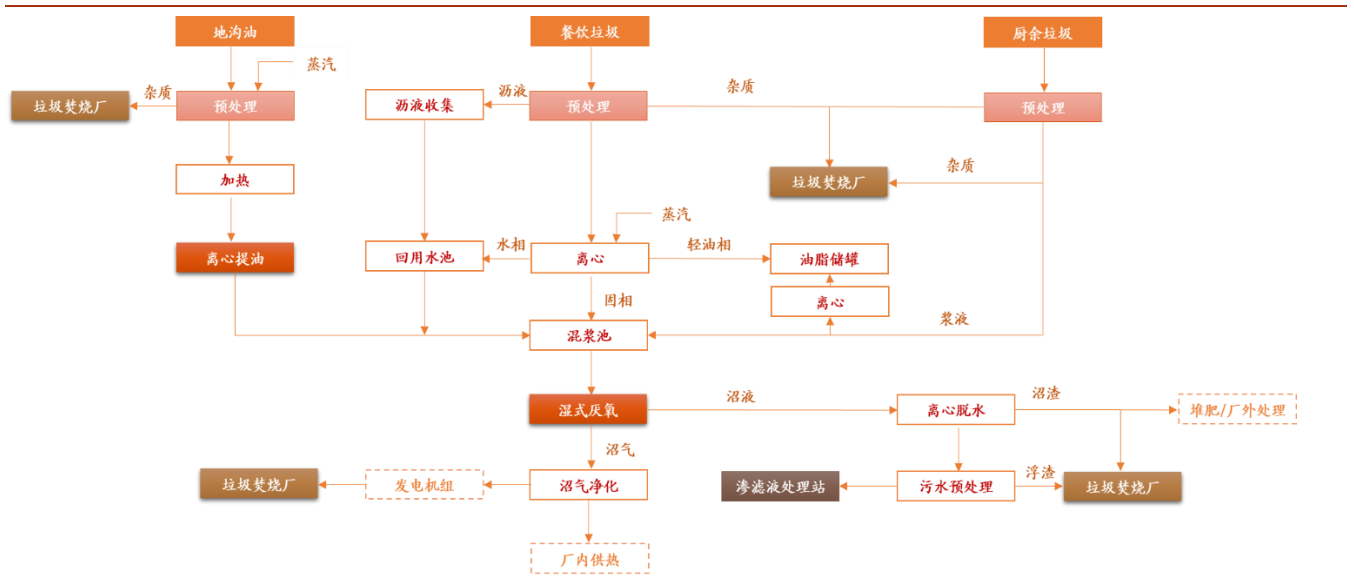 地沟油
餐饮垃圾
厨余垃圾
蒸汽
杂质
沥液
杂质
垃圾焚烧厂
预处理
沥液收集
预处理
预处理
杂质
加热
垃圾焚烧厂
蒸汽
水相
轻油相
离心提油
回用水池
离心
油脂储罐
固相
离心
浆液
混浆池
沼液
沼渣
湿式厌氧
离心脱水
堆肥/厂外处理
沼气
浮渣
垃圾焚烧厂
发电机组
沼气净化
渗滤液处理站
污水预处理
垃圾焚烧厂
厂内供热